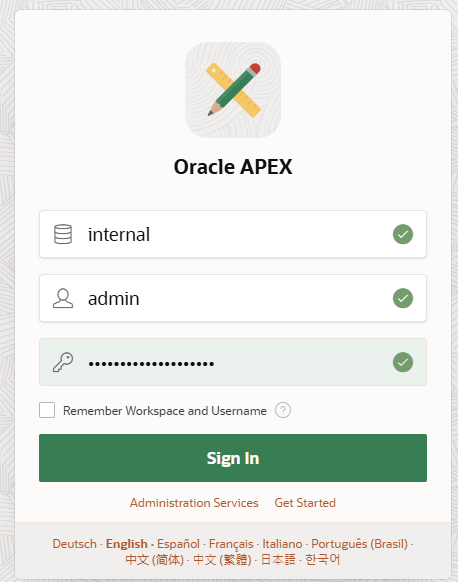 Oracle APEX
internal
admin
••••••••••••••••••••
Remember Workspace and Username ?
Sign In
Administration Services Get Started
Deutsch · English · Español · Français · Italiano · Português (Brasil) ·
中文 (简体) · 中文 (繁體) · 日本語 · 한국어